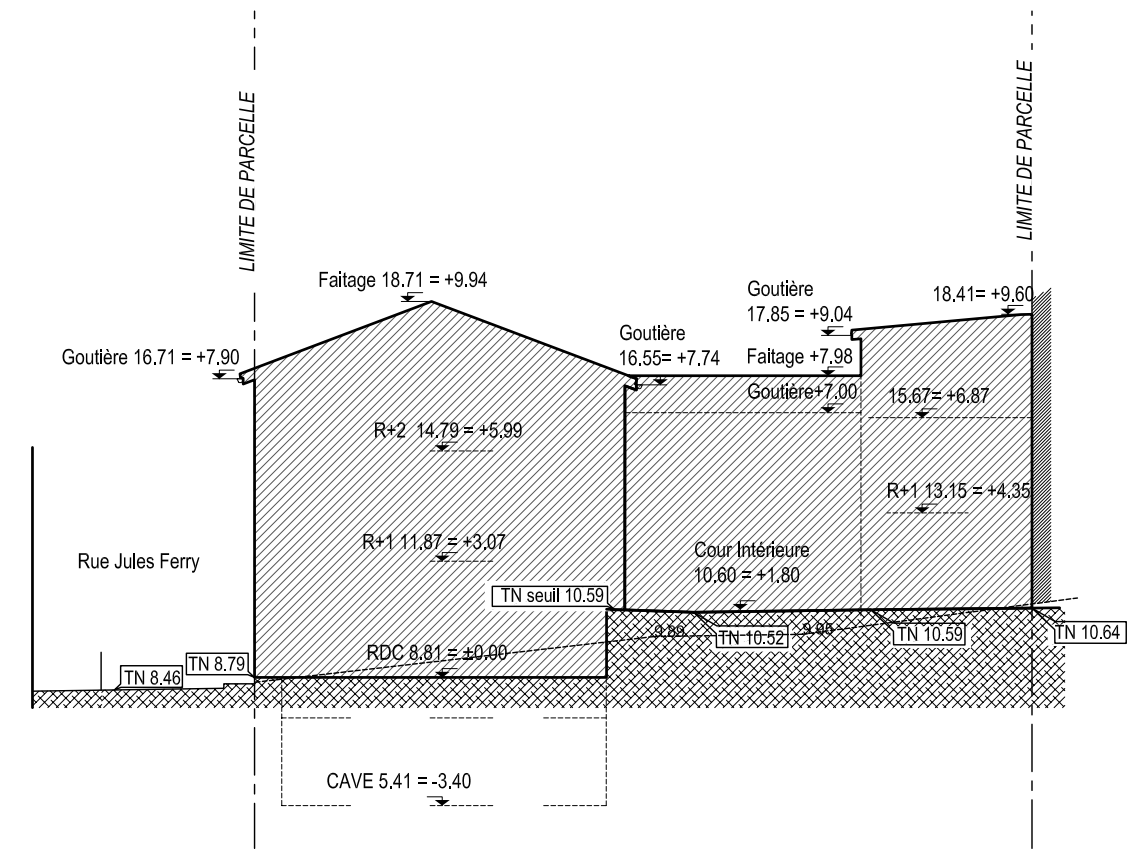 LIMITE DE PARCELLE
LIMITE DE PARCELLE
Faitage 18.71 = +9.94
Goutière
17.85 = +9.04
18.41= +9.60
Goutière 16.71 = +7.90
Goutière
16.55= +7.74
Faitage +7.98
Goutière+7.00
15.67= +6.87
R+2 14.79 = +5.99
R+1 13.15 = +4.35
R+1 11.87 = +3.07
Rue Jules Ferry
Cour Intérieure
10.60 = +1.80
TN seuil 10.59
9.89
9.95
TN 10.52
TN 10.59
TN 10.64
RDC 8.81 = ±0.00
TN 8.79
TN 8.46
CAVE 5.41 = -3.40